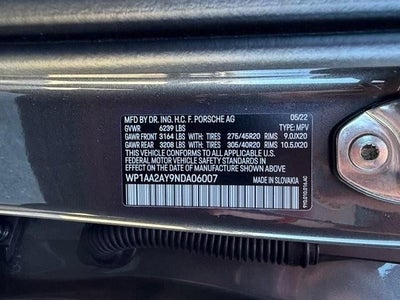 MFD BY DR. ING. H.C. F. PORSCHE AG 05/22
GVWR 6239 LBS TYPE: MPV
GAWR FRONT 3164 LBS WITH TIRES 275/45R20 RIMS 9.0JX20
GAWR REAR 3208 LBS WITH TIRES 305/40R20 RIMS 10.5JX20
THIS VEHICLE CONFORMS TO ALL APPLICABLE U.S.
FEDERAL MOTOR VEHICLE SAFETY STANDARDS IN
EFFECT ON THE DATE OF MANUFACTURE SHOWN ABOVE.
WP1AA2AY9NDA06007 MADE IN SLOVAKIA